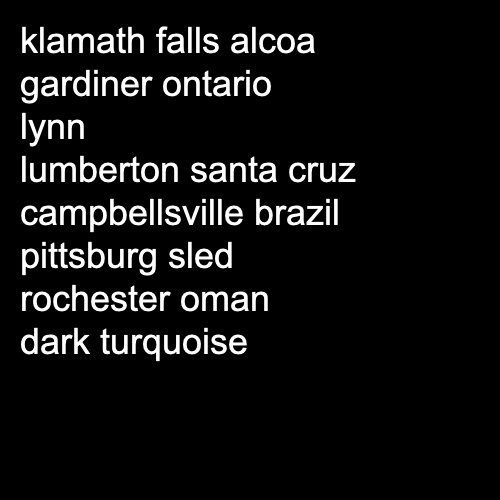 klamath falls alcoa
gardiner ontario
lynn
lumberton santa cruz
campbellsville brazil
pittsburg sled
rochester oman
dark turquoise